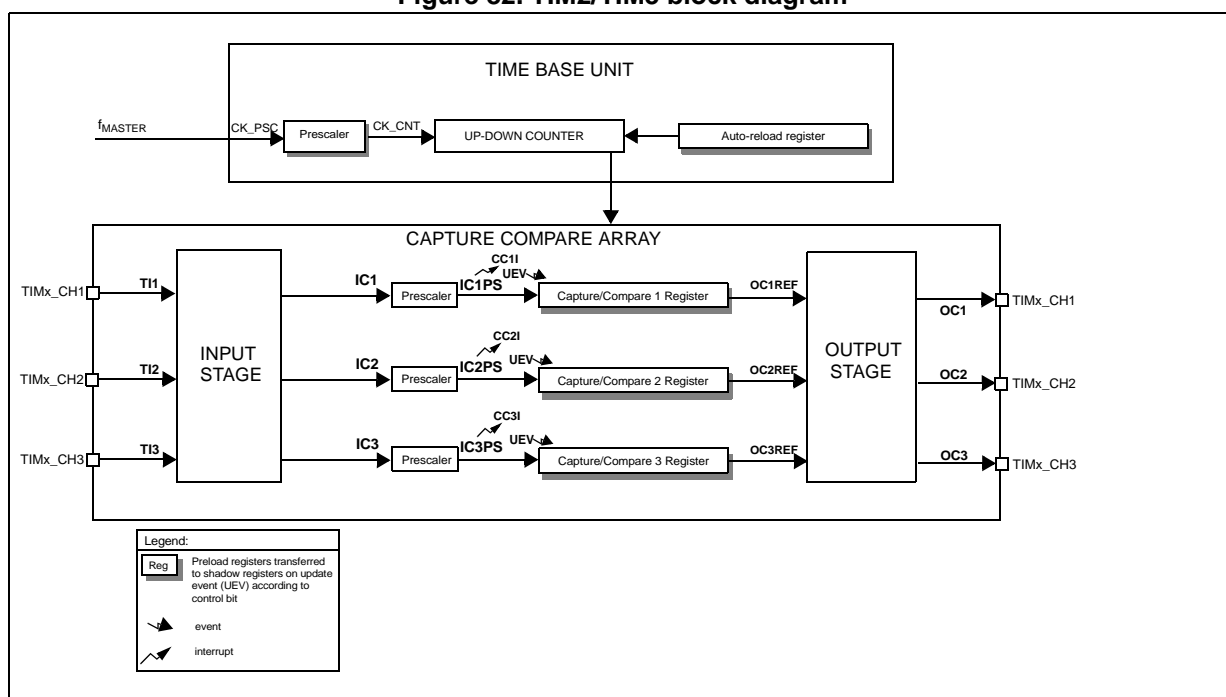 Figure 32. TIM2/TIM3 block diagram
TIME BASE UNIT
fMASTER
CK_PSC
Prescaler
CK_CNT
UP-DOWN COUNTER
Auto-reload register
CAPTURE COMPARE ARRAY
TIMx_CH1
TI1
IC1
Prescaler
IC1PS
CC1I
UEV
Capture/Compare 1 Register
OC1REF
OC1
TIMx_CH1
INPUT
STAGE
OUTPUT
STAGE
TIMx_CH2
TI2
IC2
Prescaler
IC2PS
CC2I
UEV
Capture/Compare 2 Register
OC2REF
OC2
TIMx_CH2
TIMx_CH3
TI3
IC3
Prescaler
IC3PS
CC3I
UEV
Capture/Compare 3 Register
OC3REF
OC3
TIMx_CH3
Legend:
Reg
Preload registers transferred
to shadow registers on update
event (UEV) according to
control bit
event
interrupt